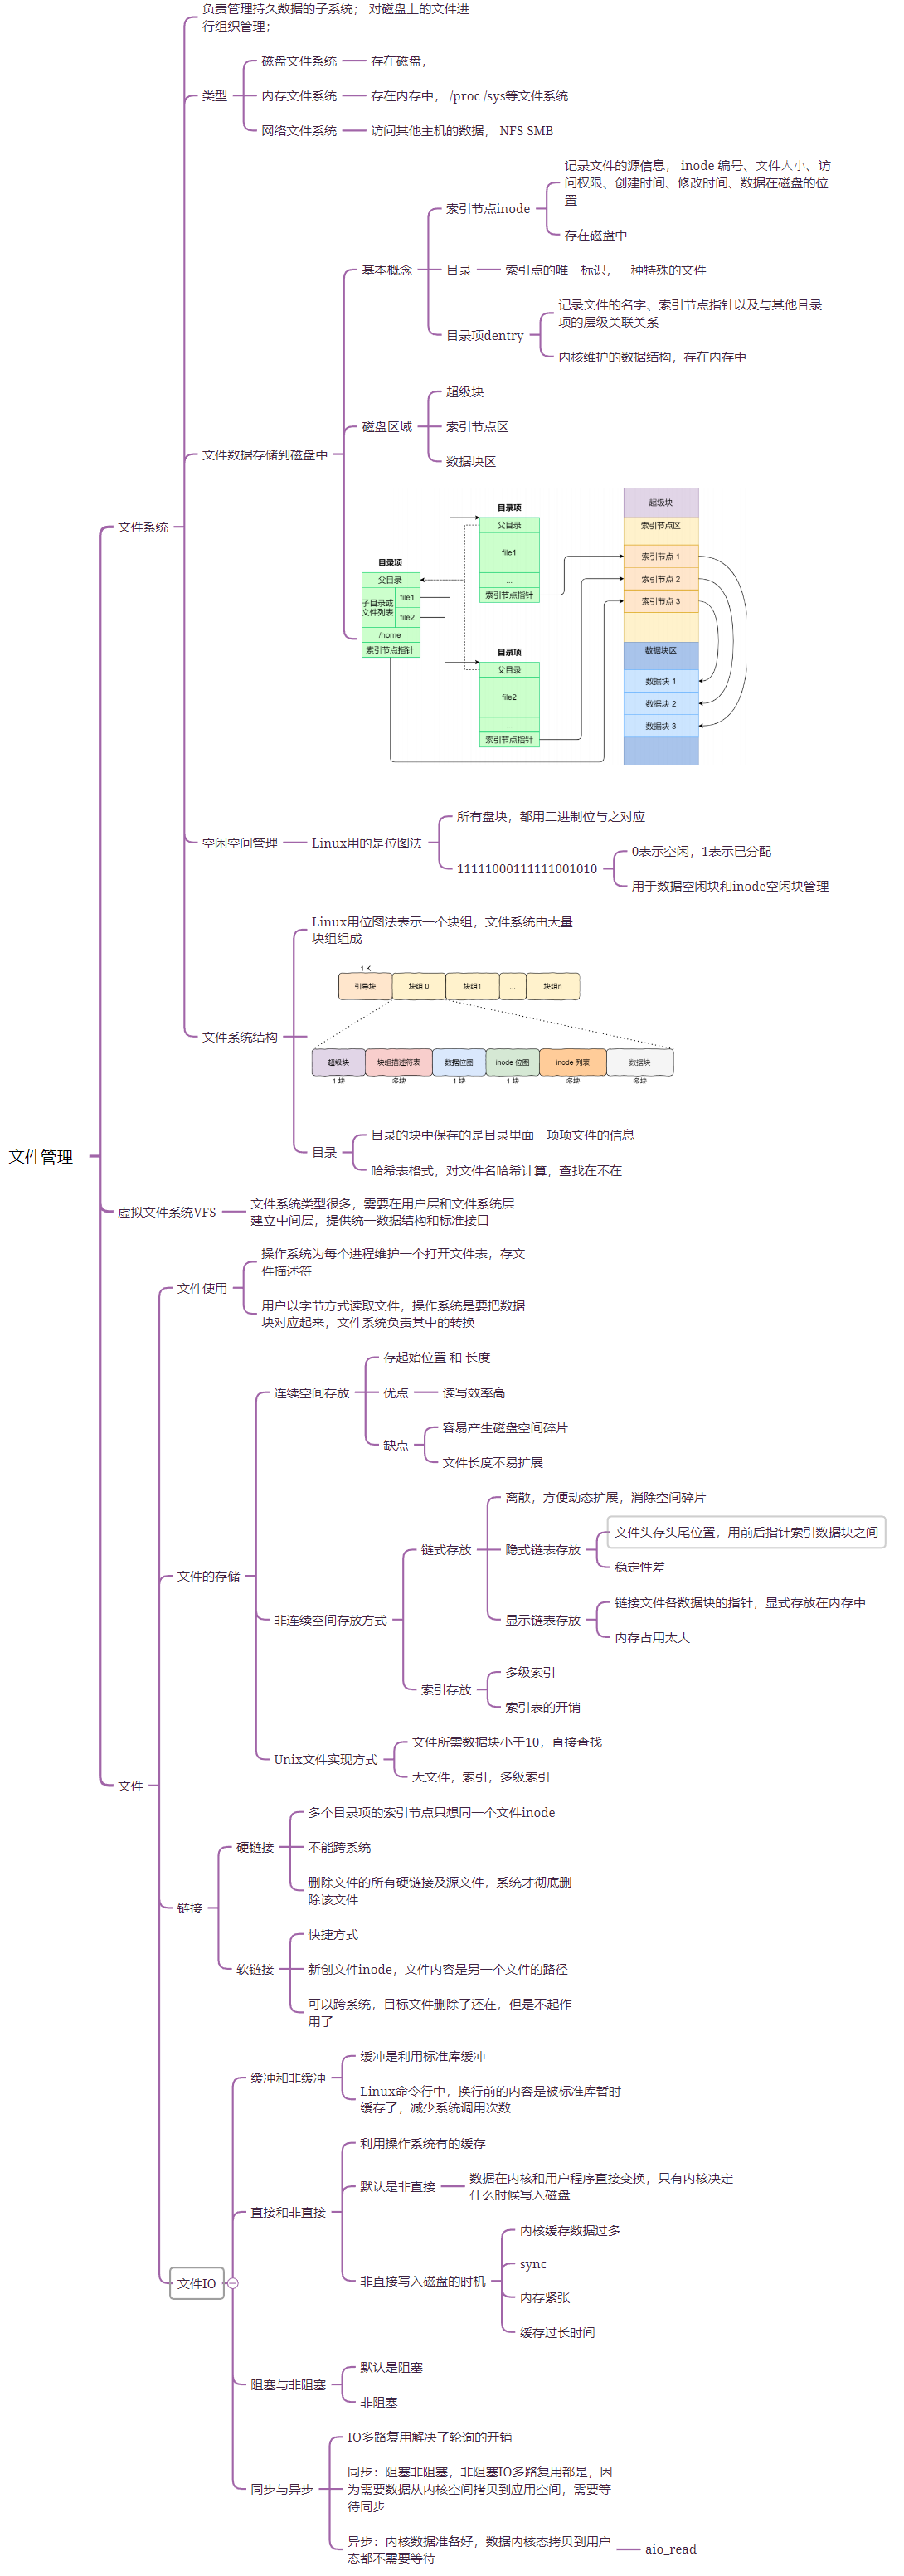 负责管理持久数据的子系统； 对磁盘上的文件进
行组织管理；
类型
磁盘文件系统
存在磁盘，
内存文件系统
存在内存中， /proc /sys等文件系统
网络文件系统
访问其他主机的数据， NFS SMB
记录文件的源信息， inode 编号、文件大小、访
问权限、创建时间、修改时间、数据在磁盘的位
置
索引节点inode
存在磁盘中
基本概念
目录
索引点的唯一标识，一种特殊的文件
记录文件的名字、索引节点指针以及与其他目录
项的层级关联关系
目录项dentry
内核维护的数据结构，存在内存中
超级块
磁盘区域
索引节点区
文件数据存储到磁盘中
数据块区
文件系统
目录项
父目录
file1
...
索引节点指针
目录项
父目录
子目录或
文件列表
file1
file2
/home
索引节点指针
目录项
父目录
file2
...
索引节点指针
超级块
索引节点区
索引节点 1
索引节点 2
索引节点 3
数据块区
数据块 1
数据块 2
数据块 3
所有盘块，都用二进制位与之对应
空闲空间管理
Linux用的是位图法
0表示空闲，1表示已分配
11111000111111001010
用于数据空闲块和inode空闲块管理
Linux用位图法表示一个块组，文件系统由大量
块组组成
1 K
引导块
块组 0
块组1
...
块组n
文件系统结构
超级块
块组描述符表
数据位图
inode 位图
inode 列表
数据块
1 块
多块
1 块
1 块
多块
多块
目录的块中保存的是目录里面一项项文件的信息
目录
哈希表格式，对文件名哈希计算，查找在不在
文件管理
虚拟文件系统VFS
文件系统类型很多，需要在用户层和文件系统层
建立中间层，提供统一数据结构和标准接口
操作系统为每个进程维护一个打开文件表，存文
件描述符
文件使用
用户以字节方式读取文件，操作系统是要把数据
块对应起来，文件系统负责其中的转换
存起始位置 和 长度
连续空间存放
优点
读写效率高
容易产生磁盘空间碎片
缺点
文件长度不易扩展
离散，方便动态扩展，消除空间碎片
文件头存头尾位置，用前后指针索引数据块之间
链式存放
隐式链表存放
稳定性差
文件的存储
链接文件各数据块的指针，显式存放在内存中
非连续空间存放方式
显示链表存放
内存占用太大
多级索引
索引存放
索引表的开销
文件所需数据块小于10，直接查找
Unix文件实现方式
大文件，索引，多级索引
文件
多个目录项的索引节点只想同一个文件inode
硬链接
不能跨系统
删除文件的所有硬链接及源文件，系统才彻底删
除该文件
链接
快捷方式
软链接
新创文件inode，文件内容是另一个文件的路径
可以跨系统，目标文件删除了还在，但是不起作
用了
缓冲是利用标准库缓冲
缓冲和非缓冲
Linux命令行中，换行前的内容是被标准库暂时
缓存了，减少系统调用次数
利用操作系统有的缓存
默认是非直接
数据在内核和用户程序直接变换，只有内核决定
什么时候写入磁盘
直接和非直接
内核缓存数据过多
sync
非直接写入磁盘的时机
内存紧张
文件IO
缓存过长时间
默认是阻塞
阻塞与非阻塞
非阻塞
IO多路复用解决了轮询的开销
同步：阻塞非阻塞，非阻塞IO多路复用都是，因
为需要数据从内核空间拷贝到应用空间，需要等
待同步
同步与异步
异步：内核数据准备好，数据内核态拷贝到用户
态都不需要等待
aio_read